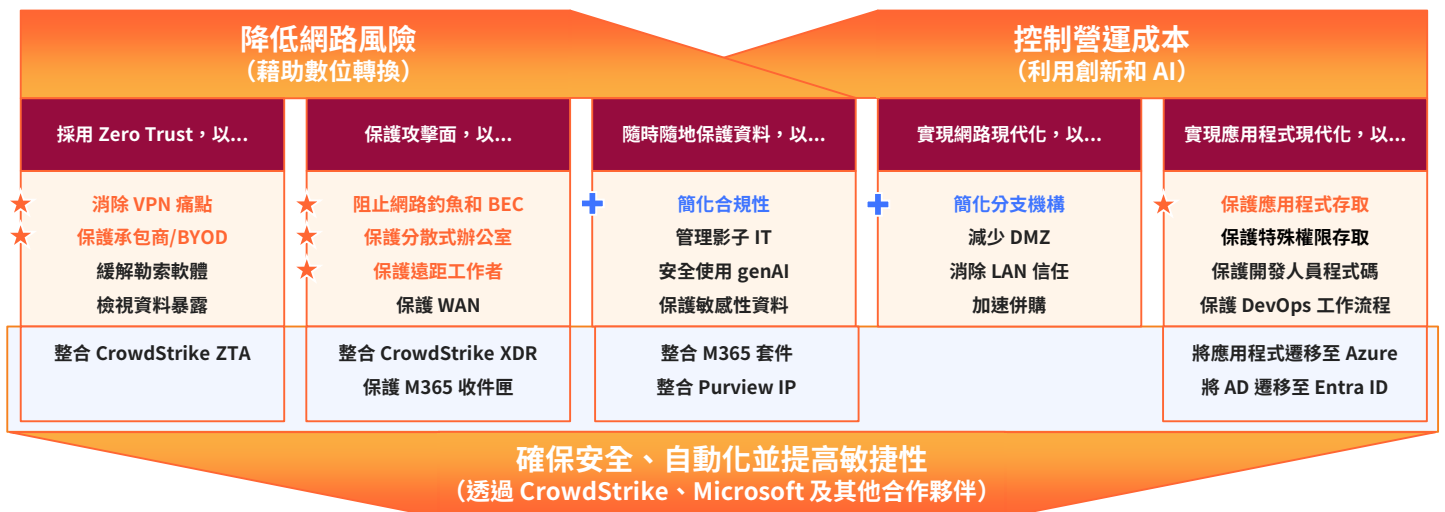 降低網路風險
（藉助數位轉換）
控制營運成本
（利用創新和 AI）
採用 Zero Trust，以...
消除 VPN 痛點
保護承包商/BYOD
緩解勒索軟體
檢視資料暴露
整合 CrowdStrike ZTA
保護攻擊面，以...
阻止網路釣魚和 BEC
保護分散式辦公室
保護遠距工作者
保護 WAN
整合 CrowdStrike XDR
保護 M365 收件匣
隨時隨地保護資料，以...
簡化合規性
管理影子 IT
安全使用 genAI
保護敏感性資料
整合 M365 套件
整合 Purview IP
實現網路現代化，以...
簡化分支機構
減少 DMZ
消除 LAN 信任
加速併購
實現應用程式現代化，以...
保護應用程式存取
保護特殊權限存取
保護開發人員程式碼
保護 DevOps 工作流程
將應用程式遷移至 Azure
將 AD 遷移至 Entra ID
確保安全、自動化並提高敏捷性
（透過 CrowdStrike、Microsoft 及其他合作夥伴）